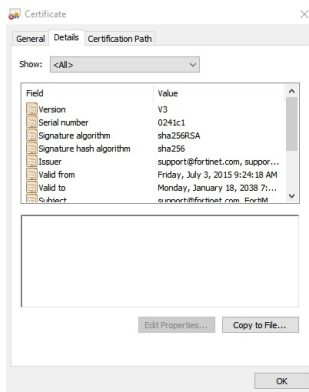 Certificate
General Details Certification Path
Show: <All>
Field Value
Version V3
Serial number 0241c1
Signature algorithm sha256RSA
Signature hash algorithm sha256
Issuer support@fortinet.com, suppor...
Valid from Friday, July 3, 2015 9:24:18 AM
Valid to Monday, January 18, 2038 7:...
Subject support@fortinet.com, FortiM...
Edit Properties... Copy to File...
OK